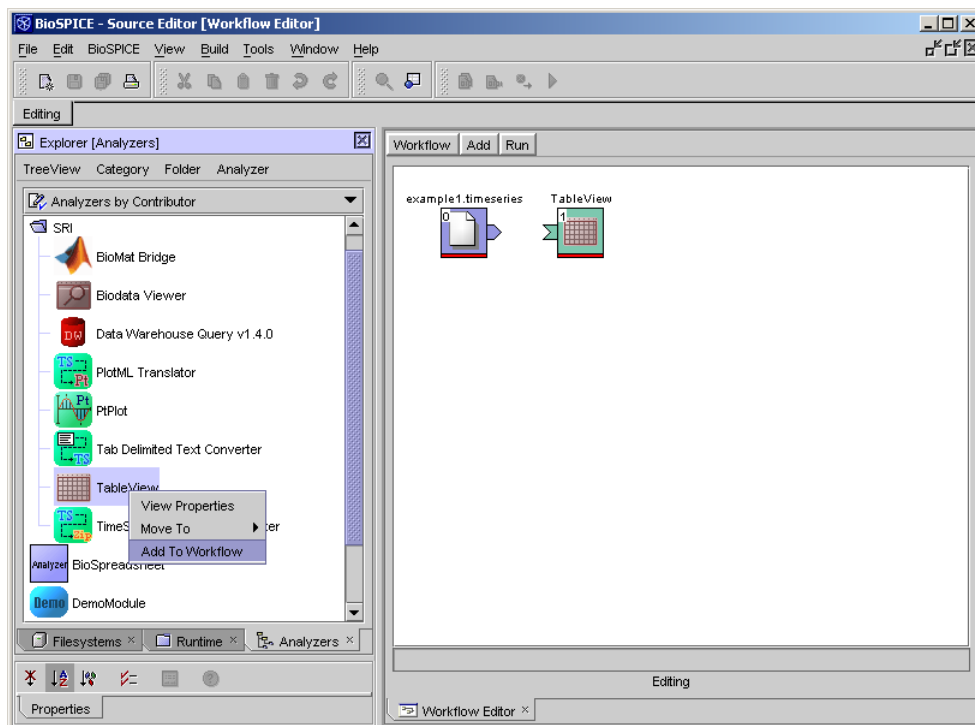 BioSPICE - Source Editor [Workflow Editor]
File Edit BioSPICE View Build Tools Window Help
Editing
Explorer [Analyzers]
TreeView Category Folder Analyzer
Analyzers by Contributor
SRI
BioMat Bridge
Biodata Viewer
DW
Data Warehouse Query v1.4.0
TS
Pt
PlotML Translator
Pt
PtPlot
TS
Tab Delimited Text Converter
TableView
View Properties
TS
Zip
Move To
Add To Workflow
Analyzer
Demo
DemoModule
Filesystems
Runtime
Analyzers
Properties
Workflow Add Run
example1.timeseries TableView
0 1
Editing
Workflow Editor